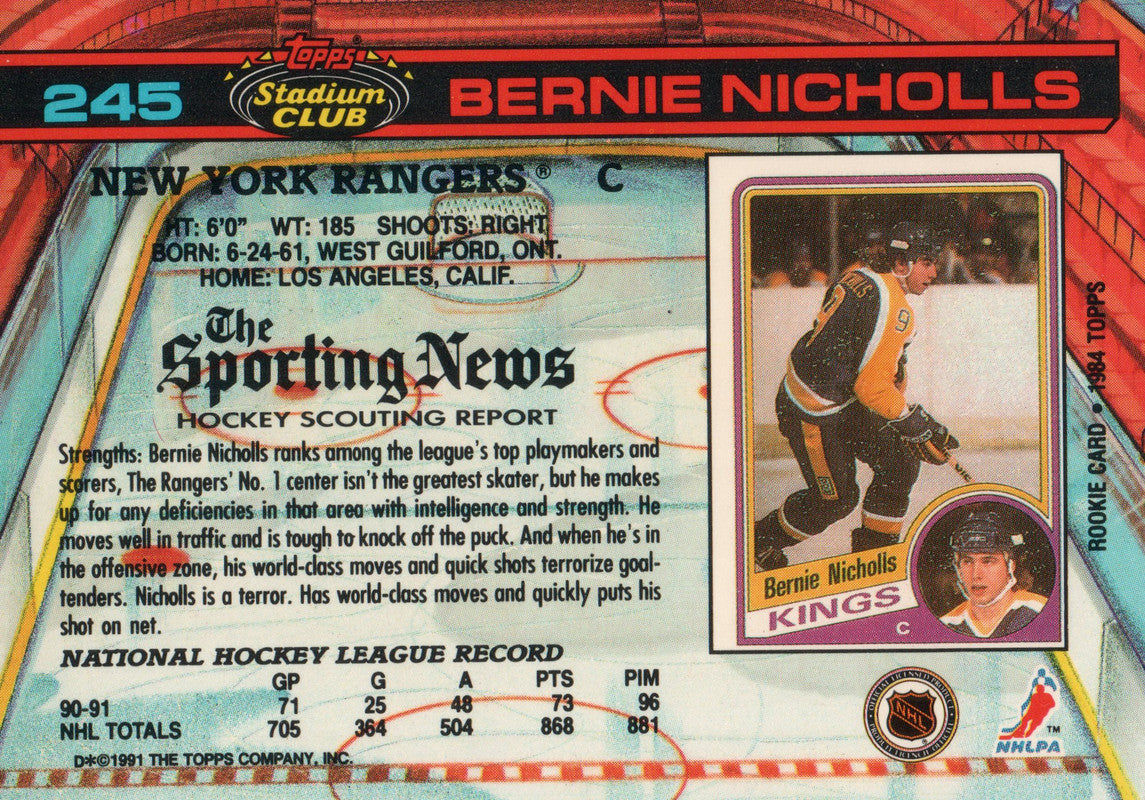 245
Topps®
Stadium
CLUB
BERNIE NICHOLLS
NEW YORK RANGERS® C
HT: 6'0" WT: 185 SHOOTS: RIGHT
BORN: 6-24-61, WEST GUILFORD, ONT.
HOME: LOS ANGELES, CALIF.
The
Sporting News
HOCKEY SCOUTING REPORT
Strengths: Bernie Nicholls ranks among the league's top playmakers and
scorers, The Rangers' No. 1 center isn't the greatest skater, but he makes
up for any deficiencies in that area with intelligence and strength. He
moves well in traffic and is tough to knock off the puck. And when he's in
the offensive zone, his world-class moves and quick shots terrorize goal-
tenders. Nicholls is a terror. Has world-class moves and quickly puts his
shot on net.
NATIONAL HOCKEY LEAGUE RECORD
GP G A PTS PIM
90-91 71 25 48 73 96
NHL TOTALS 705 364 504 868 881
D*©1991 THE TOPPS COMPANY, INC.
9
Bernie Nicholls
KINGS
C
ROOKIE CARD • 1984 TOPPS
OFFICIAL LICENSED PRODUCT
NHL
NHLPA
TM